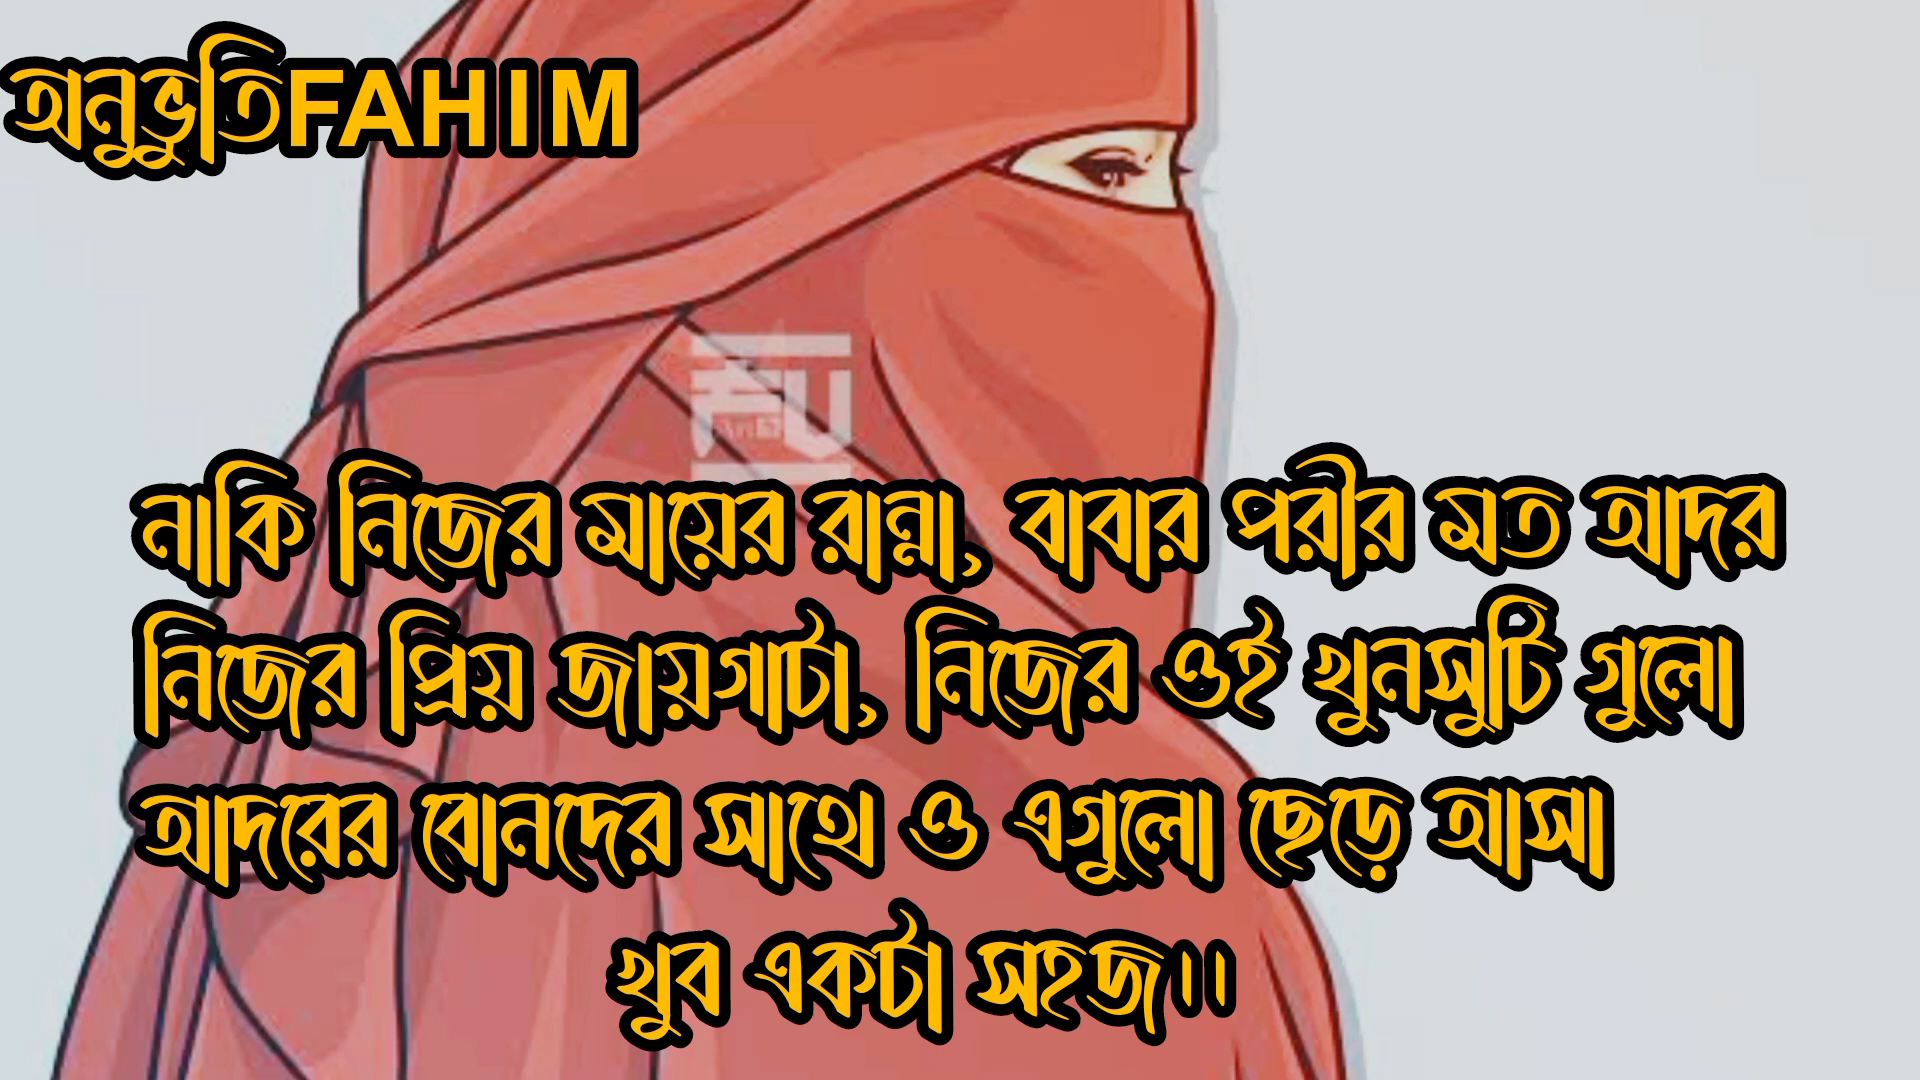 অনুভুতিFAHIM
নাকি নিজের মায়ের রান্না, বাবার পরীর মত আদর
নিজের প্রিয় জায়গাটা, নিজের ওই খুনসুটি গুলো
আদরের বোনদের সাথে ও এগুলো ছেড়ে আসা
খুব একটা সহজ।।